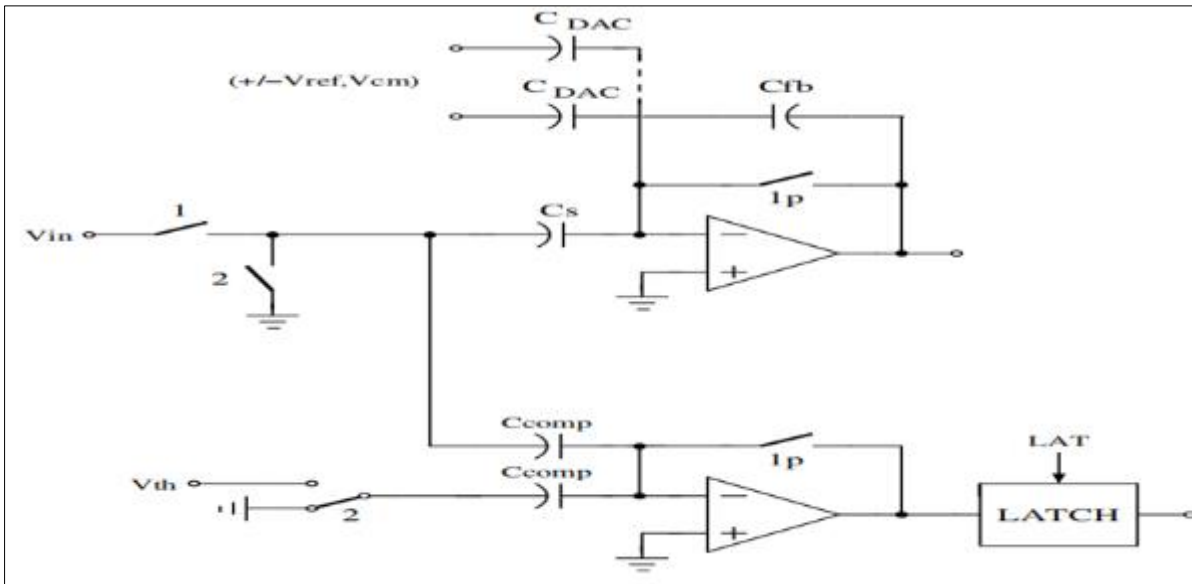 C DAC
(+/-Vref,Vcm)
C DAC
Cfb
1p
1
Cs
Vin
2
Ccomp
1p
LAT
Vth
Ccomp
2
LATCH